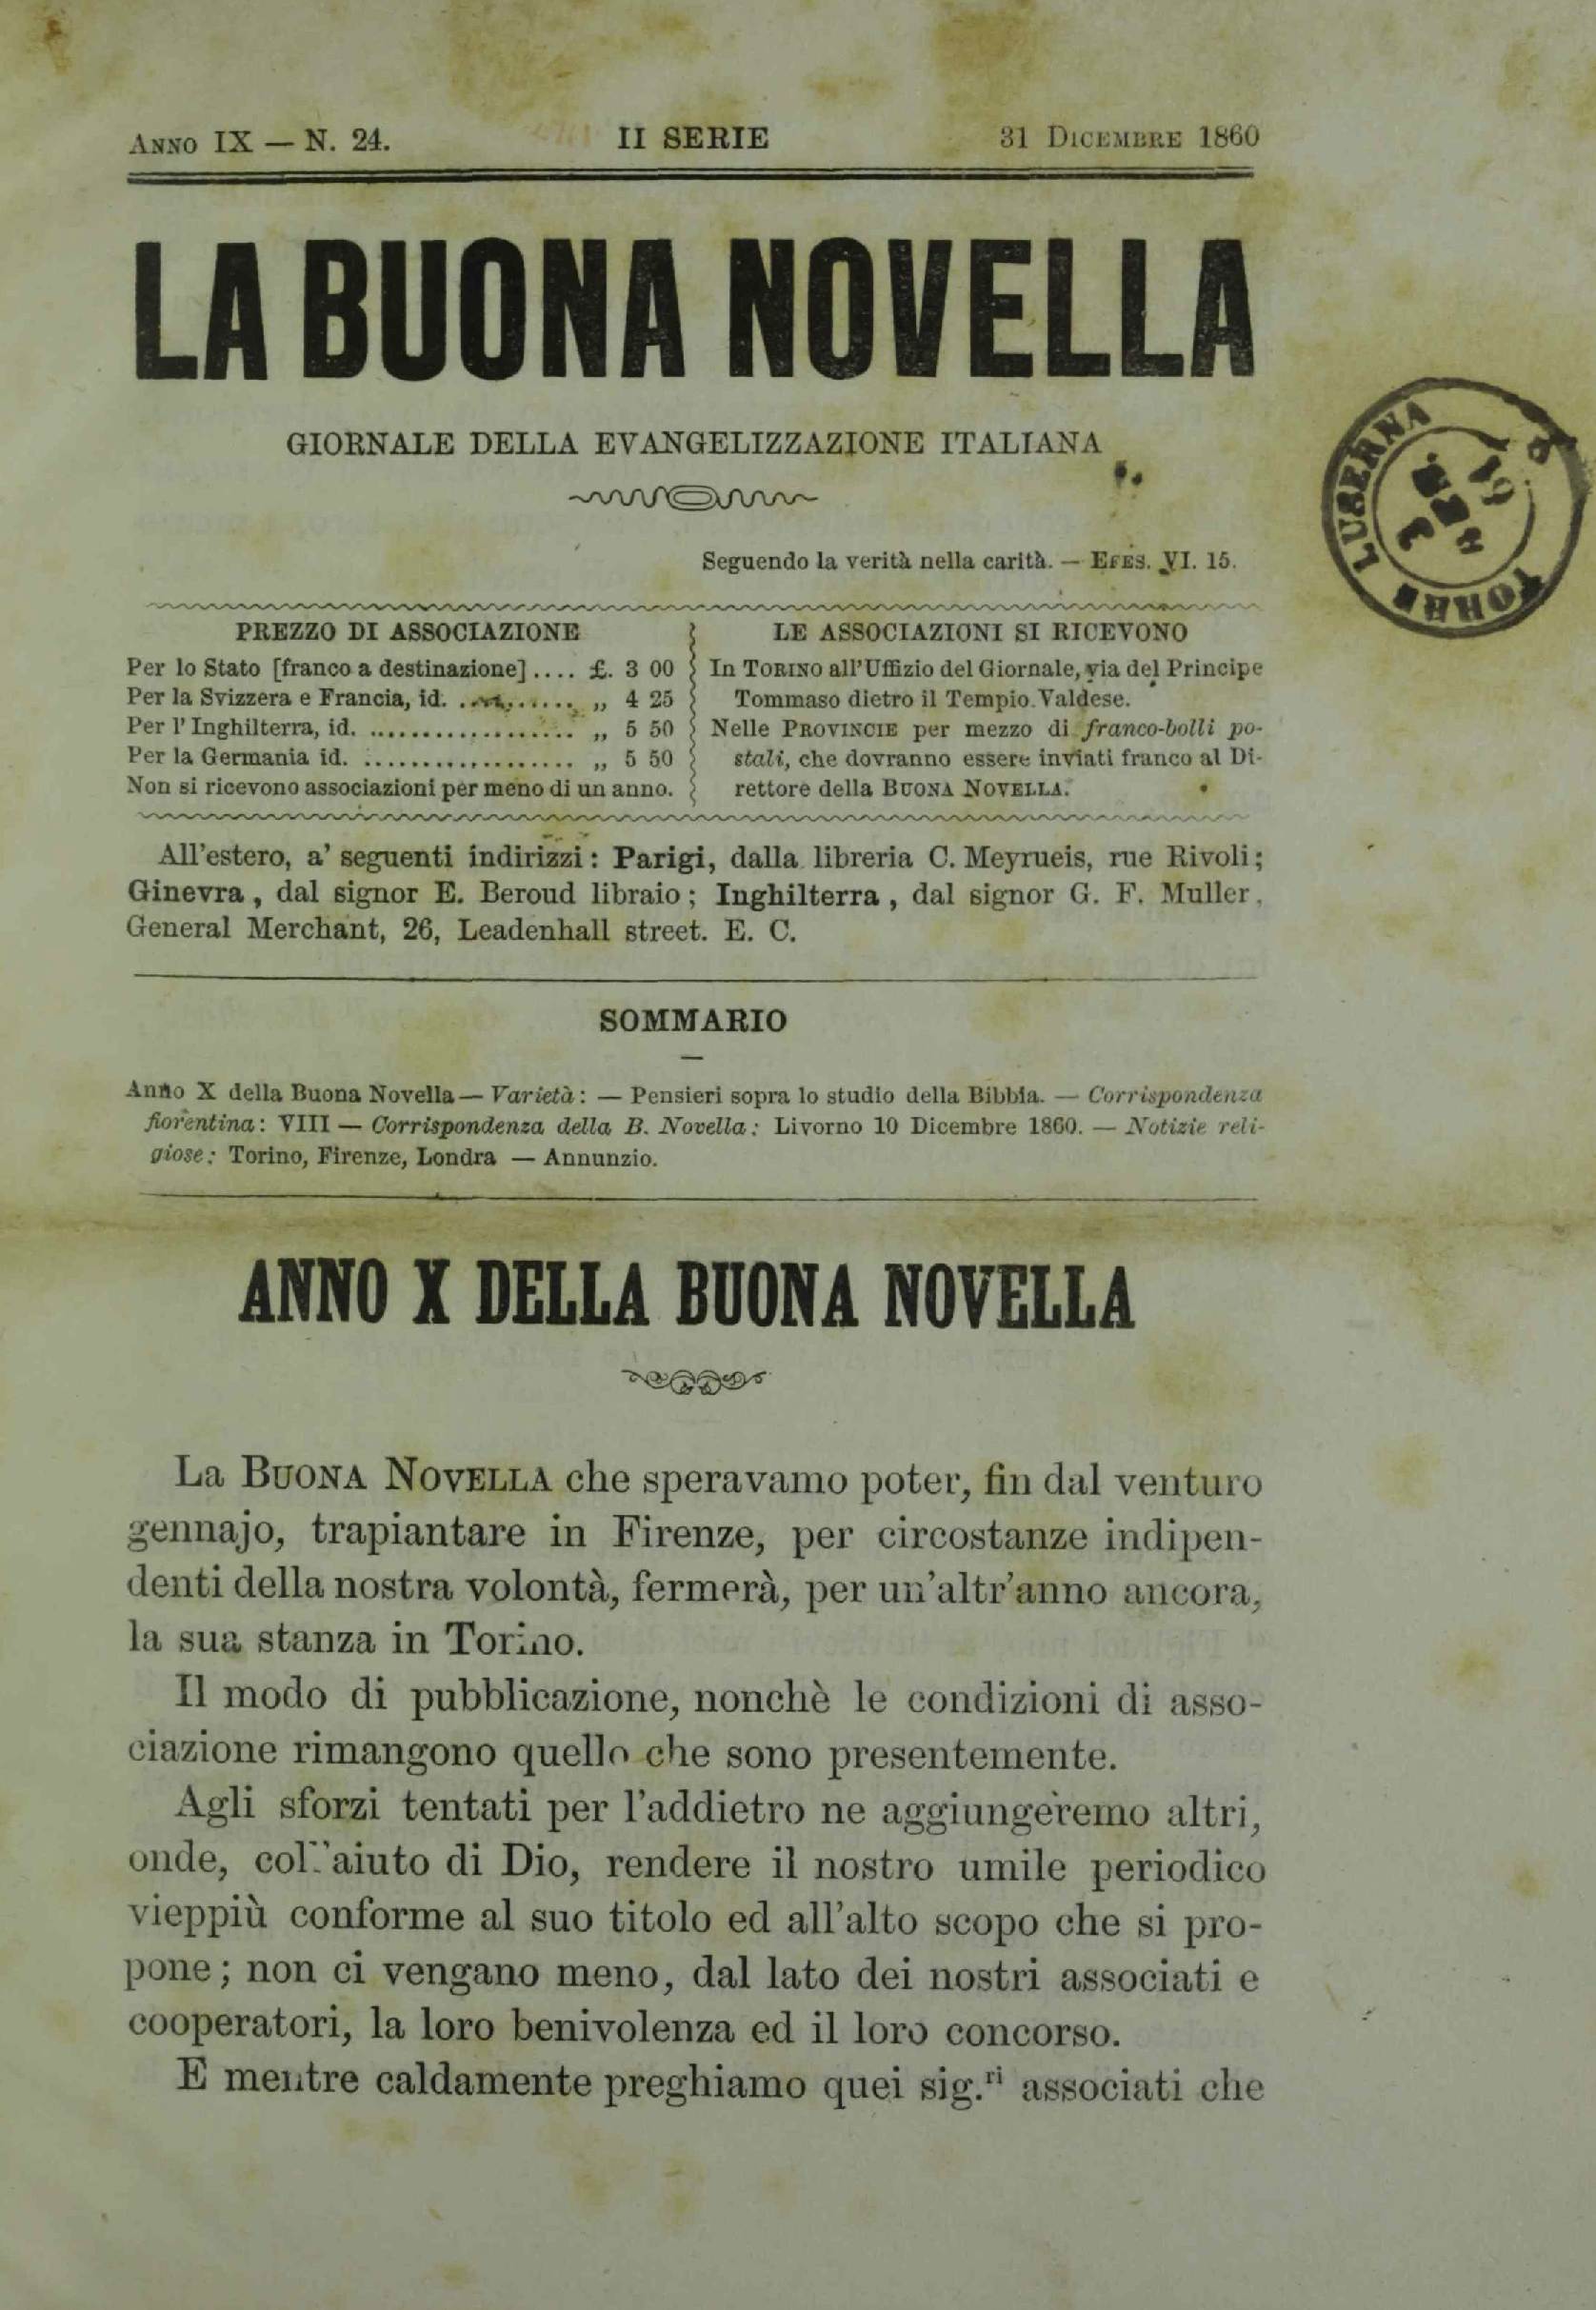 ANNO IX — N. 24. II SERIE 31 DICEMBRE 1860
LA BUONA NOVELLA
GIORNALE DELLA EVANGELIZZAZIONE ITALIANA
Seguendo la verità nella carità. — EFES. VI. 15.
PREZZO DI ASSOCIAZIONE
Per lo Stato [franco a destinazione] .... £. 3 00
Per la Svizzera e Francia, id. .......... „ 4 25
Per l' Inghilterra, id. .................. „ 5 50
Per la Germania id. .................. „ 5 50
Non si ricevono associazioni per meno di un anno.
LE ASSOCIAZIONI SI RICEVONO
In TORINO all'Uffizio del Giornale, via del Principe
Tommaso dietro il Tempio Valdese.
Nelle PROVINCIE per mezzo di franco-bolli po-
stali, che dovranno essere inviati franco al Di-
rettore della BUONA NOVELLA.
TORRE LUSERNA
61
All'estero, a' seguenti indirizzi : Parigi, dalla libreria C. Meyrueis, rue Rivoli ;
Ginevra , dal signor E. Beroud libraio ; Inghilterra , dal signor G. F. Muller,
General Merchant, 26, Leadenhall street. E. C.
SOMMARIO
Anno X della Buona Novella — Varietà : — Pensieri sopra lo studio della Bibbia. — Corrispondenza
fiorentina : VIII — Corrispondenza della B. Novella : Livorno 10 Dicembre 1860. — Notizie reli-
giose : Torino, Firenze, Londra — Annunzio.
ANNO X DELLA BUONA NOVELLA
La BUONA NOVELLA che speravamo poter, fin dal venturo
gennajo, trapiantare in Firenze, per circostanze indipen-
denti della nostra volontà, fermerà, per un'altr'anno ancora,
la sua stanza in Torino.
Il modo di pubblicazione, nonchè le condizioni di asso-
ciazione rimangono quello che sono presentemente.
Agli sforzi tentati per l'addietro ne aggiungeremo altri,
onde, coll'aiuto di Dio, rendere il nostro umile periodico
vieppiù conforme al suo titolo ed all'alto scopo che si pro-
pone ; non ci vengano meno, dal lato dei nostri associati e
cooperatori, la loro benivolenza ed il loro concorso.
E mentre caldamente preghiamo quei sig.ri associati che